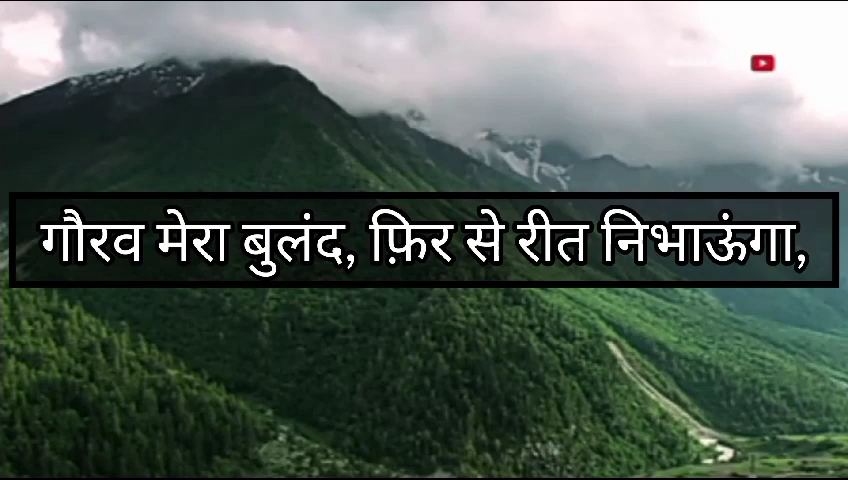 गौरव मेरा बुलंद, फ़िर से रीत निभाऊंगा,